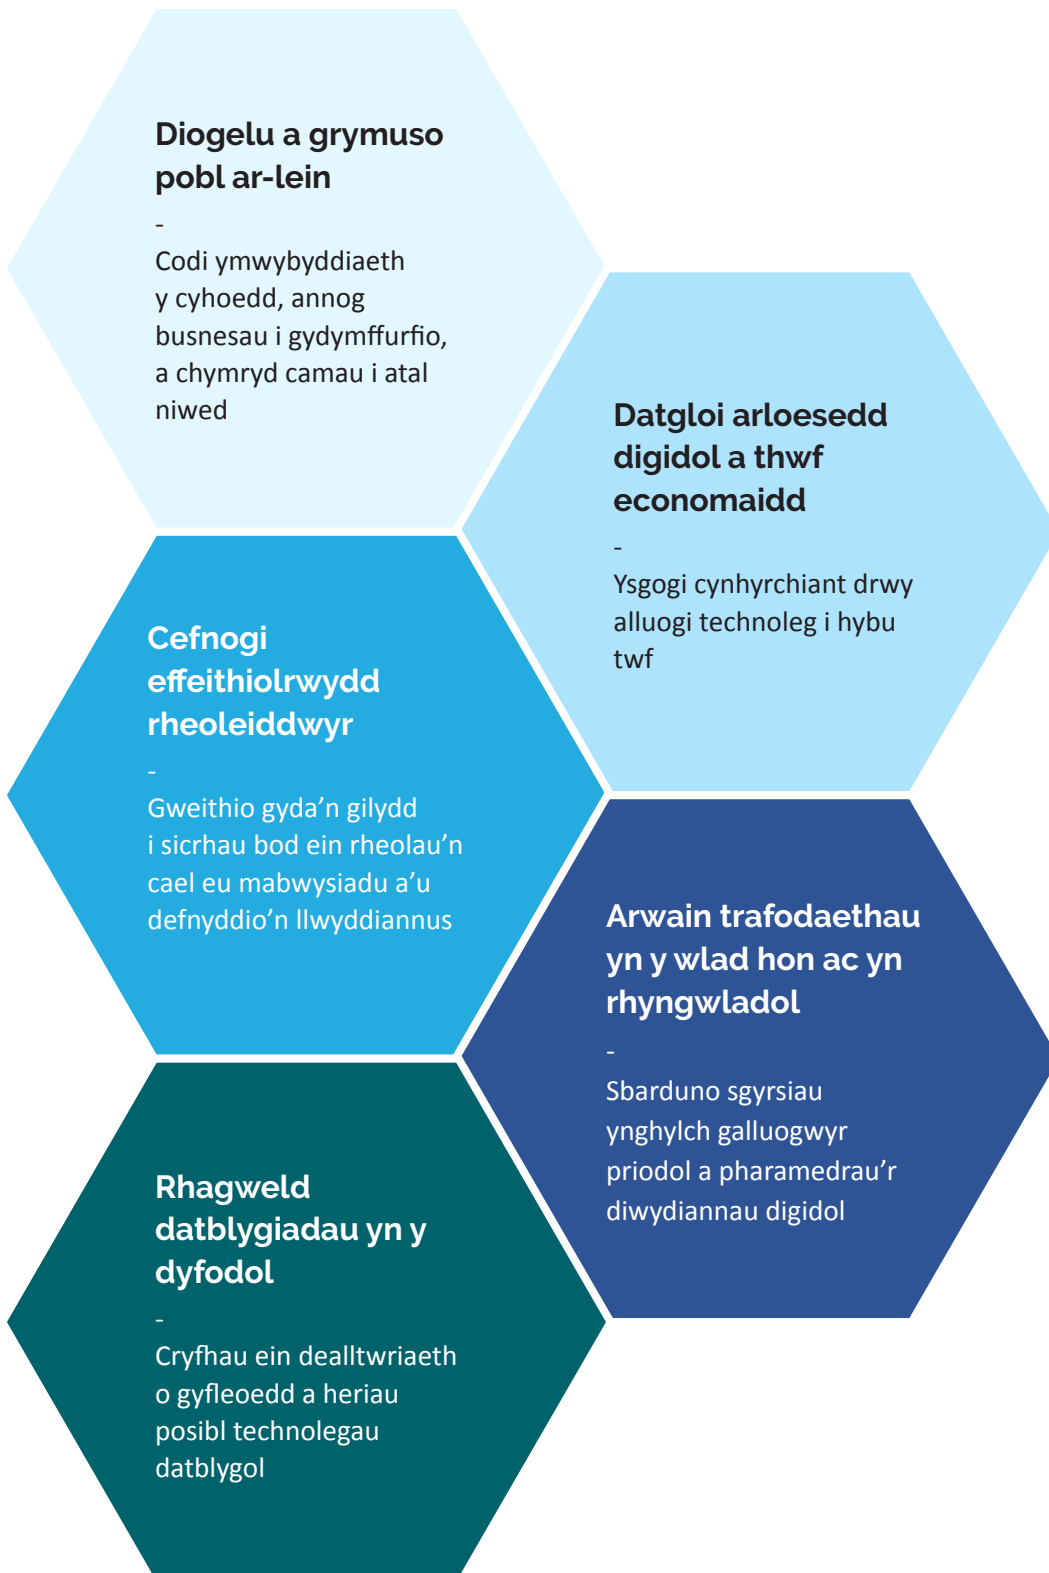 Diogelu a grymuso
pobl ar-lein
-
Codi ymwybyddiaeth
y cyhoedd, annog
busnesau i gydymffurfio,
a chymryd camau i atal
niwed
Datgloi arloesedd
digidol a thwf
economaidd
-
Ysgogi cynhyrchiant drwy
alluogi technoleg i hybu
twf
Cefnogi
effeithiolrwydd
rheoleiddwyr
-
Gweithio gyda’n gilydd
i sicrhau bod ein rheolau’n
cael eu mabwysiadu a’u
defnyddio’n llwyddiannus
Arwain trafodaethau
yn y wlad hon ac yn
rhyngwladol
-
Sbarduno sgyrsiau
ynghylch galluogwyr
priodol a pharamedrau’r
diwydiannau digidol
Rhagweld
datblygiadau yn y
dyfodol
-
Cryfhau ein dealltwriaeth
o gyfleoedd a heriau
posibl technolegau
datblygol